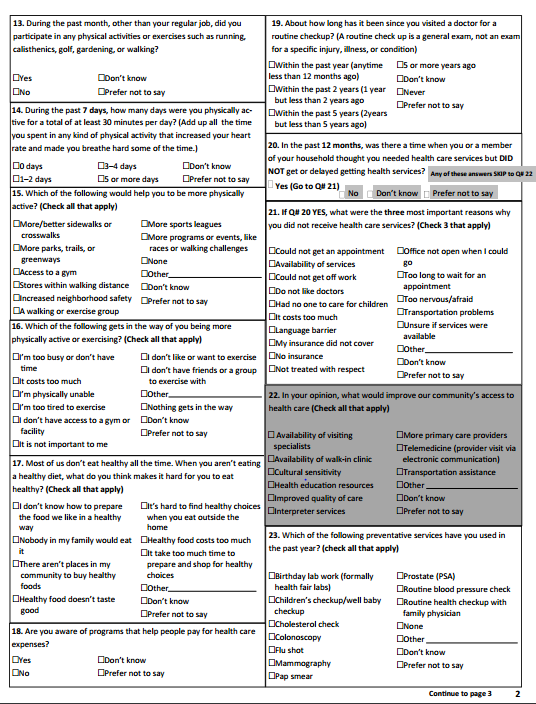 13. During the past month, other than your regular job, did you
participate in any physical activities or exercises such as running,
calisthenics, golf, gardening, or walking?
☐Yes ☐Don't know
☐No ☐Prefer not to say
14. During the past 7 days, how many days were you physically ac-
tive for a total of at least 30 minutes per day? (Add up all the time
you spent in any kind of physical activity that increased your heart
rate and made you breathe hard some of the time.)
☐0 days ☐3–4 days ☐Don't know
☐1–2 days ☐5 or more days ☐Prefer not to say
15. Which of the following would help you to be more physically
active? (Check all that apply)
☐More/better sidewalks or
crosswalks
☐More parks, trails, or
greenways
☐Access to a gym
☐Stores within walking distance
☐Increased neighborhood safety
☐A walking or exercise group
☐More sports leagues
☐More programs or events, like
races or walking challenges
☐None
☐Other
☐Don't know
☐Prefer not to say
16. Which of the following gets in the way of you being more
physically active or exercising? (Check all that apply)
☐I'm too busy or don't have
time
☐It costs too much
☐I'm physically unable
☐I'm too tired to exercise
☐I don't have access to a gym or
facility
☐It is not important to me
☐I don't like or want to exercise
☐I don't have friends or a group
to exercise with
☐Other
☐Nothing gets in the way
☐Don't know
☐Prefer not to say
17. Most of us don't eat healthy all the time. When you aren't eating
a healthy diet, what do you think makes it hard for you to eat
healthy? (Check all that apply)
☐I don't know how to prepare
the food we like in a healthy
way
☐Nobody in my family would eat
it
☐There aren't places in my
community to buy healthy
foods
☐Healthy food doesn't taste
good
☐It's hard to find healthy choices
when you eat outside the
home
☐Healthy food costs too much
☐It take too much time to
prepare and shop for healthy
choices
☐Other
☐Don't know
☐Prefer not to say
18. Are you aware of programs that help people pay for health care
expenses?
☐Yes ☐Don't know
☐No ☐Prefer not to say
19. About how long has it been since you visited a doctor for a
routine checkup? (A routine check up is a general exam, not an exam
for a specific injury, illness, or condition)
☐Within the past year (anytime
less than 12 months ago)
☐Within the past 2 years (1 year
but less than 2 years ago
☐Within the past 5 years (2years
but less than 5 years ago)
☐5 or more years ago
☐Don't know
☐Never
☐Prefer not to say
20. In the past 12 months, was there a time when you or a member
of your household thought you needed health care services but DID
NOT get or delayed getting health services? Any of these answers SKIP to Q# 22
☐ Yes (Go to Q# 21) ☐ No ☐ Don't know ☐ Prefer not to say
21. If Q# 20 YES, what were the three most important reasons why
you did not receive health care services? (Check 3 that apply)
☐Could not get an appointment
☐Availability of services
☐Could not get off work
☐Do not like doctors
☐Had no one to care for children
☐It costs too much
☐Language barrier
☐My insurance did not cover
☐No insurance
☐Not treated with respect
☐Office not open when I could
go
☐Too long to wait for an
appointment
☐Too nervous/afraid
☐Transportation problems
☐Unsure if services were
available
☐Other
☐Don't know
☐Prefer not to say
22. In your opinion, what would improve our community's access to
health care (Check all that apply)
☐ Availability of visiting
specialists
☐Availability of walk-in clinic
☐Cultural sensitivity
☐Health education resources
☐Improved quality of care
☐Interpreter services
☐More primary care providers
☐Telemedicine (provider visit via
electronic communication)
☐Transportation assistance
☐Other
☐Don't know
☐Prefer not to say
23. Which of the following preventative services have you used in
the past year? (check all that apply)
☐Birthday lab work (formally
health fair labs)
☐Children's checkup/well baby
checkup
☐Cholesterol check
☐Colonoscopy
☐Flu shot
☐Mammography
☐Pap smear
☐Prostate (PSA)
☐Routine blood pressure check
☐Routine health checkup with
family physician
☐None
☐Other
☐Don't know
☐Prefer not to say
Continue to page 3 2